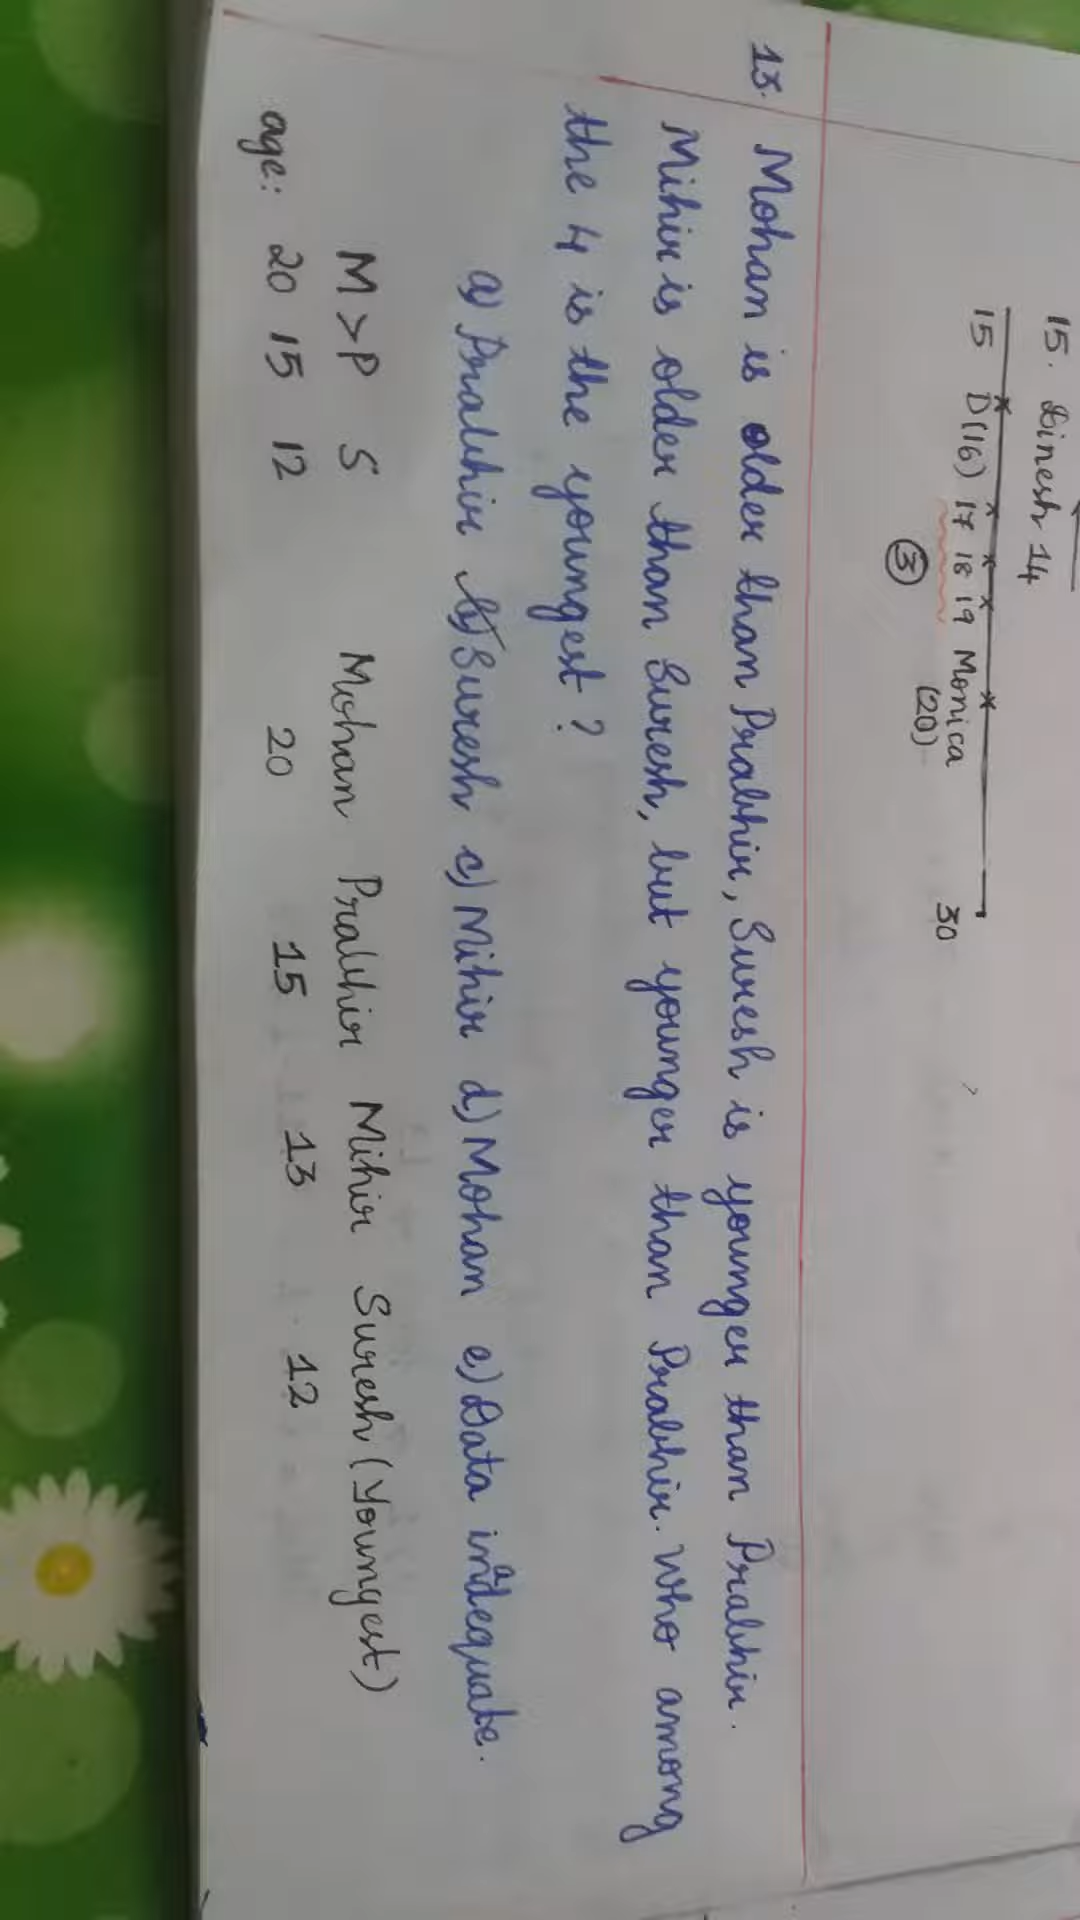 15. Dinesh 14
15 D(16) 17 18 19 Monica 30
(20)
3
13. Mohan is older than Prabhir, Suresh is younger than Prabhir.
Mihir is older than Suresh, but younger than Prabhir. Who among
the 4 is the youngest?
a) Prabhir b) Suresh c) Mihir d) Mohan e) Data inadequate.
M > P S Mohan Prabhir Mihir Suresh (Youngest)
age: 20 15 12 20 15 13 12